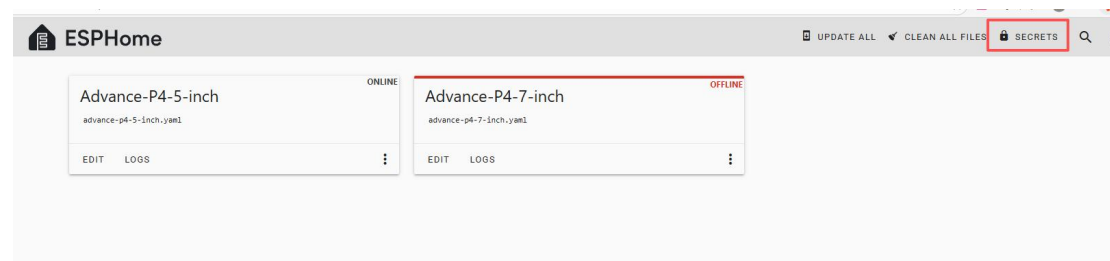 ESPHome
UPDATE ALL CLEAN ALL FILES SECRETS
ONLINE
Advance-P4-5-inch
advance-p4-5-inch.yaml
EDIT LOGS
OFFLINE
Advance-P4-7-inch
advance-p4-7-inch.yaml
EDIT LOGS